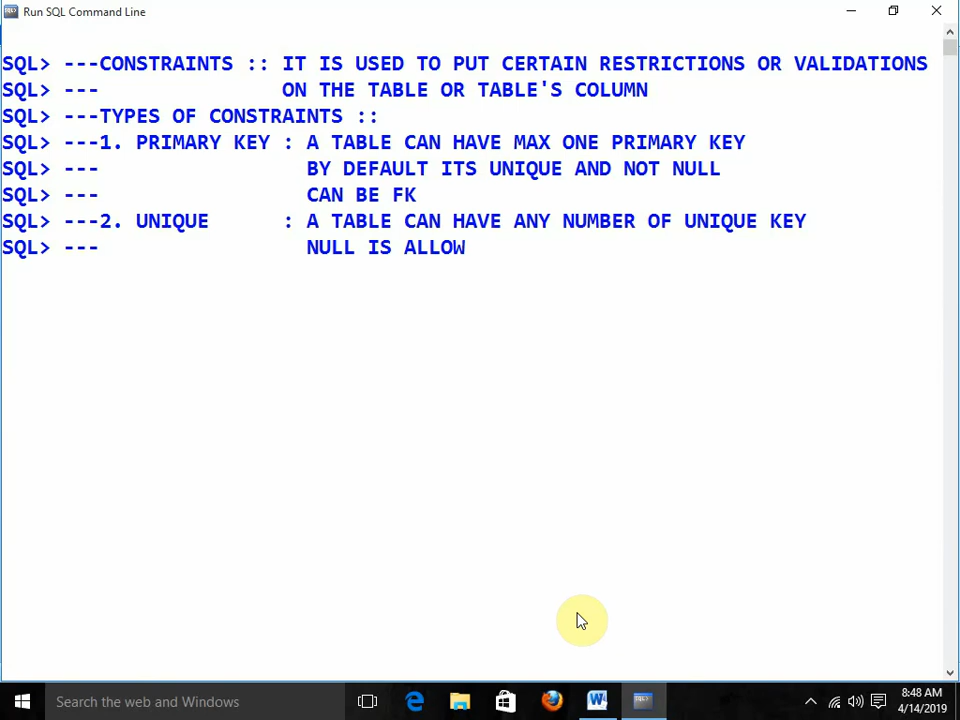 Run SQL Command Line
SQL> ---CONSTRAINTS :: IT IS USED TO PUT CERTAIN RESTRICTIONS OR VALIDATIONS
SQL> --- ON THE TABLE OR TABLE'S COLUMN
SQL> ---TYPES OF CONSTRAINTS ::
SQL> ---1. PRIMARY KEY : A TABLE CAN HAVE MAX ONE PRIMARY KEY
SQL> --- BY DEFAULT ITS UNIQUE AND NOT NULL
SQL> --- CAN BE FK
SQL> ---2. UNIQUE : A TABLE CAN HAVE ANY NUMBER OF UNIQUE KEY
SQL> --- NULL IS ALLOW
Search the web and Windows
8:48 AM
4/14/2019